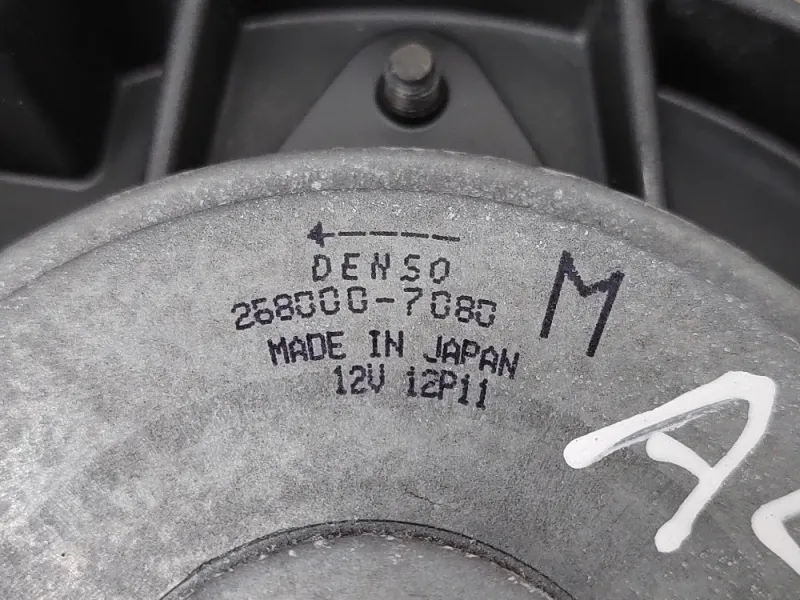 DENSO
268000-7080
M
MADE IN JAPAN
12V 12P11
A